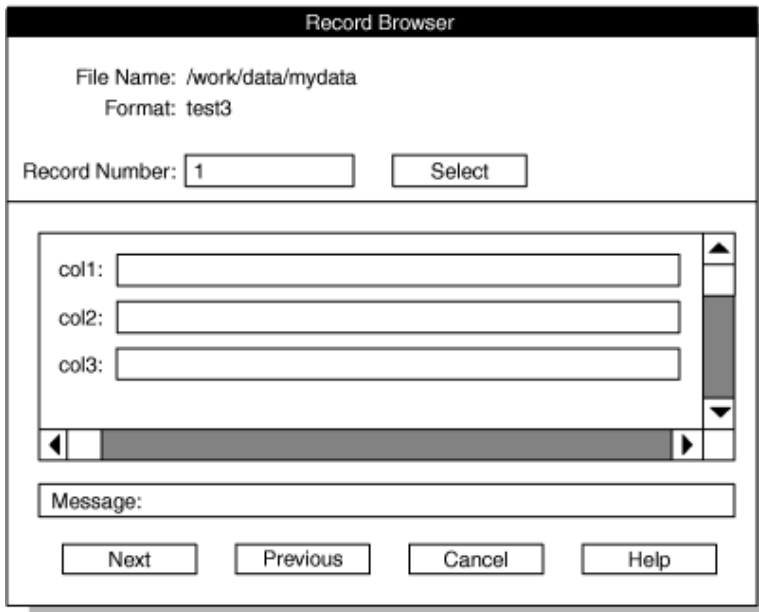 Record Browser
File Name: /work/data/mydata
Format: test3
Record Number: 1 Select
col1:
col2:
col3:
Message:
Next Previous Cancel Help